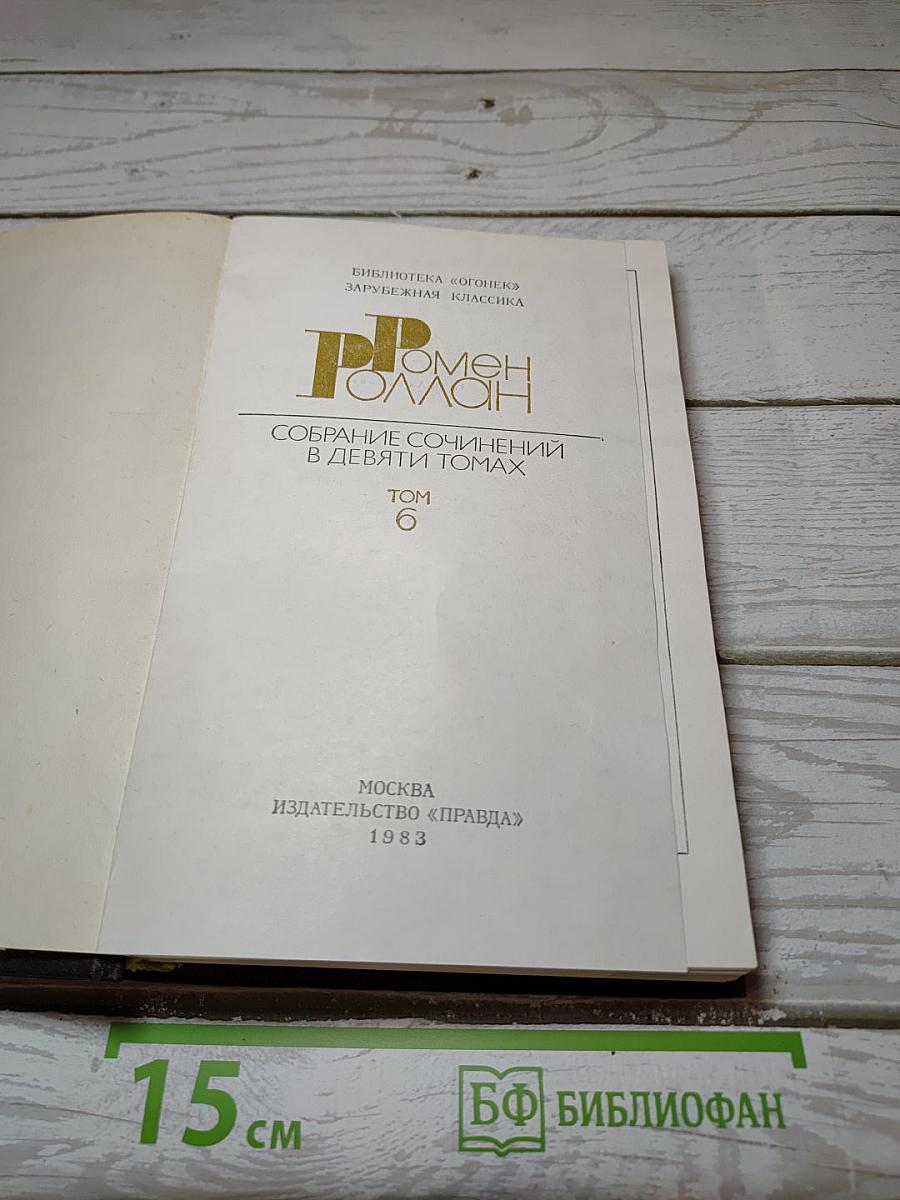 БИБЛИОТЕКА «ОГОНЕК»
ЗАРУБЕЖНАЯ КЛАССИКА
Ромен
Роллан
СОБРАНИЕ СОЧИНЕНИЙ
В ДЕВЯТИ ТОМАХ
ТОМ
6
МОСКВА
ИЗДАТЕЛЬСТВО «ПРАВДА»
1983
15 см
БФ БИБЛИОФАН